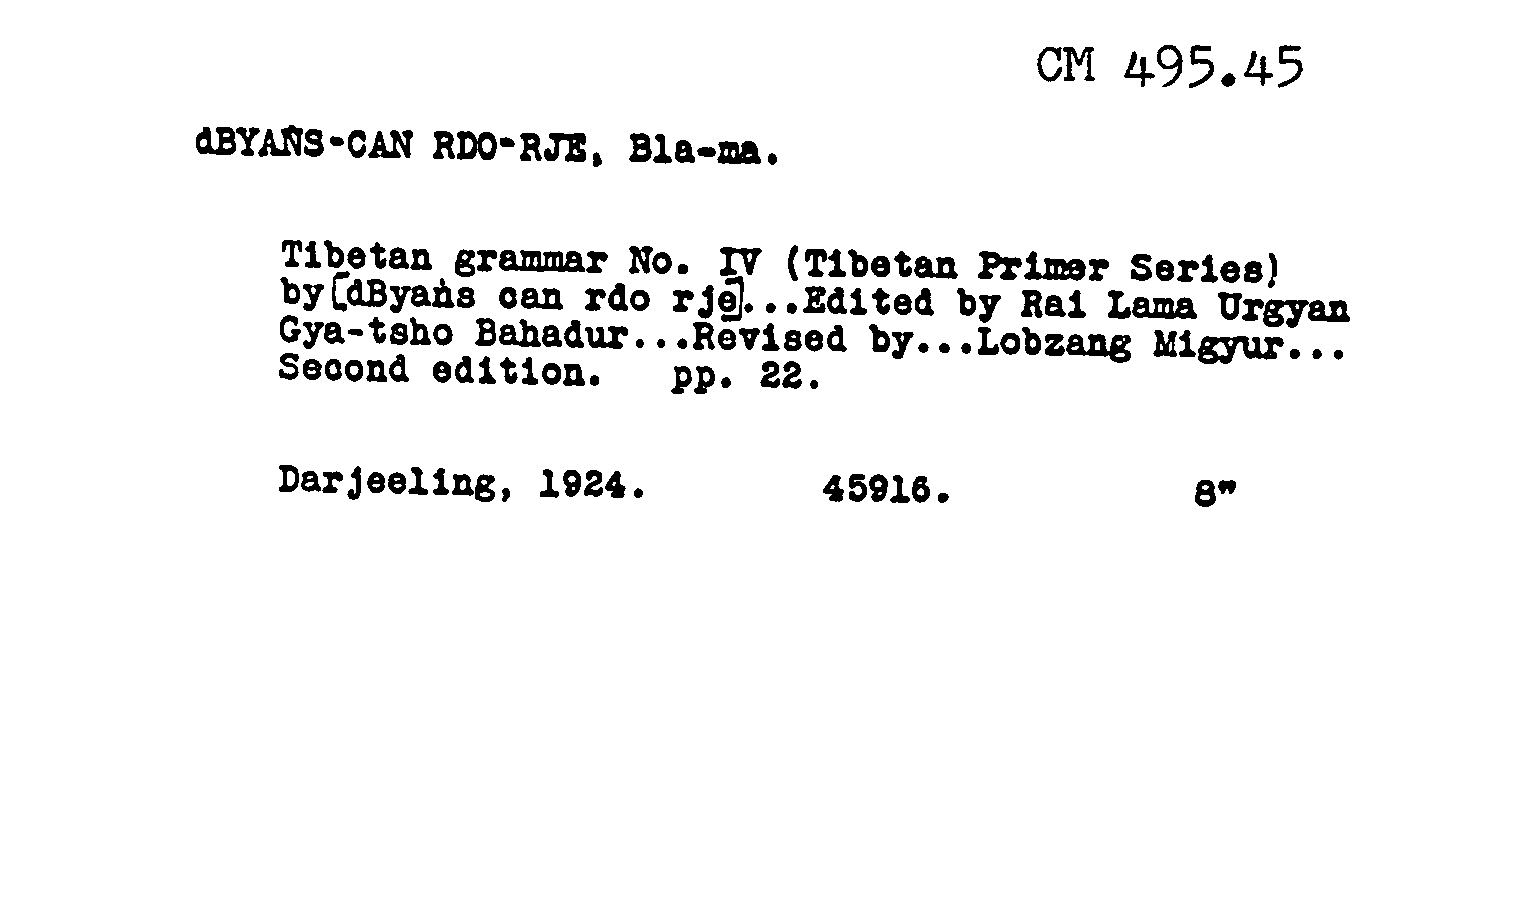 CM 495.45
dBYAṄS-CAN RDO-RJE, Bla-ma.
Tibetan grammar No. IV (Tibetan Primer Series)
by [dByaṅs can rdo rje]...Edited by Rai Lama Urgyan
Gya-tsho Bahadur...Revised by...Lobzang Migyur...
Second edition. pp. 22.
Darjeeling, 1924. 45916. 8"